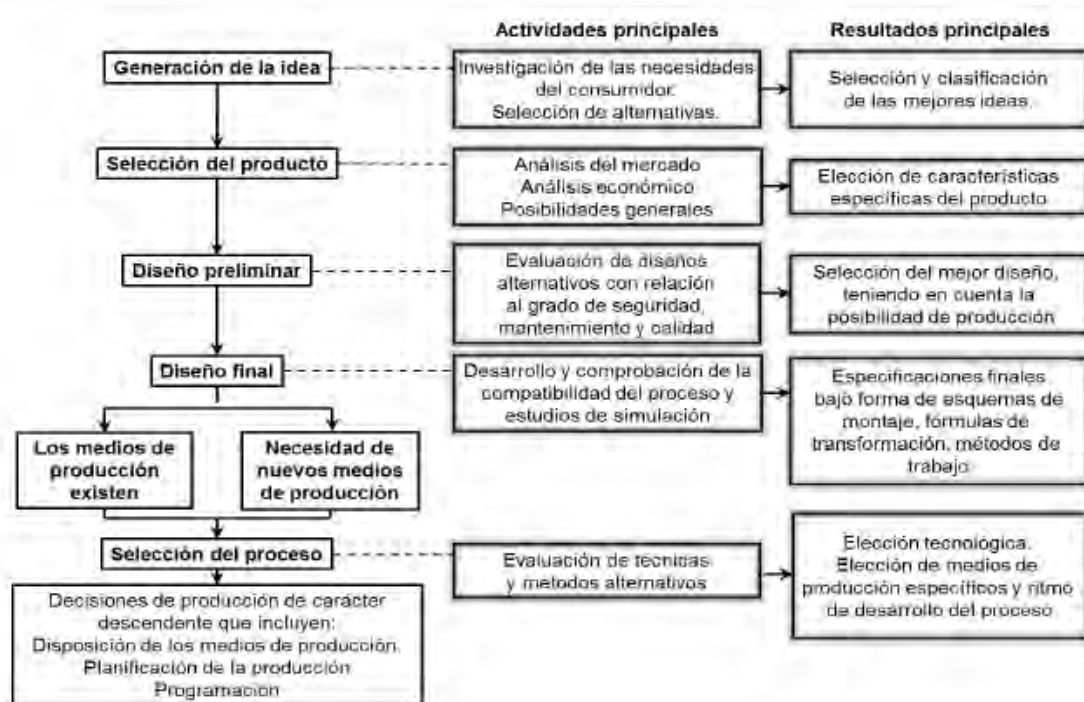 Actividades principales
Resultados principales
Generación de la idea
Investigación de las necesidades
del consumidor.
Selección de alternativas.
Selección y clasificación
de las mejores ideas.
Selección del producto
Análisis del mercado
Análisis económico
Posibilidades generales
Elección de características
específicas del producto
Diseño preliminar
Evaluación de diseños
alternativos con relación
al grado de seguridad,
mantenimiento y calidad
Selección del mejor diseño,
teniendo en cuenta la
posibilidad de producción
Diseño final
Desarrollo y comprobación de la
compatibilidad del proceso y
estudios de simulación
Especificaciones finales
bajo forma de esquemas de
montaje, fórmulas de
transformación, métodos de
trabajo
Los medios de
producción
existen
Necesidad de
nuevos medios
de producción
Selección del proceso
Evaluación de técnicas
y métodos alternativos
Elección tecnológica.
Elección de medios de
producción específicos y ritmo
de desarrollo del proceso
Decisiones de producción de carácter
descendente que incluyen:
Disposición de los medios de producción
Planificación de la producción
Programación